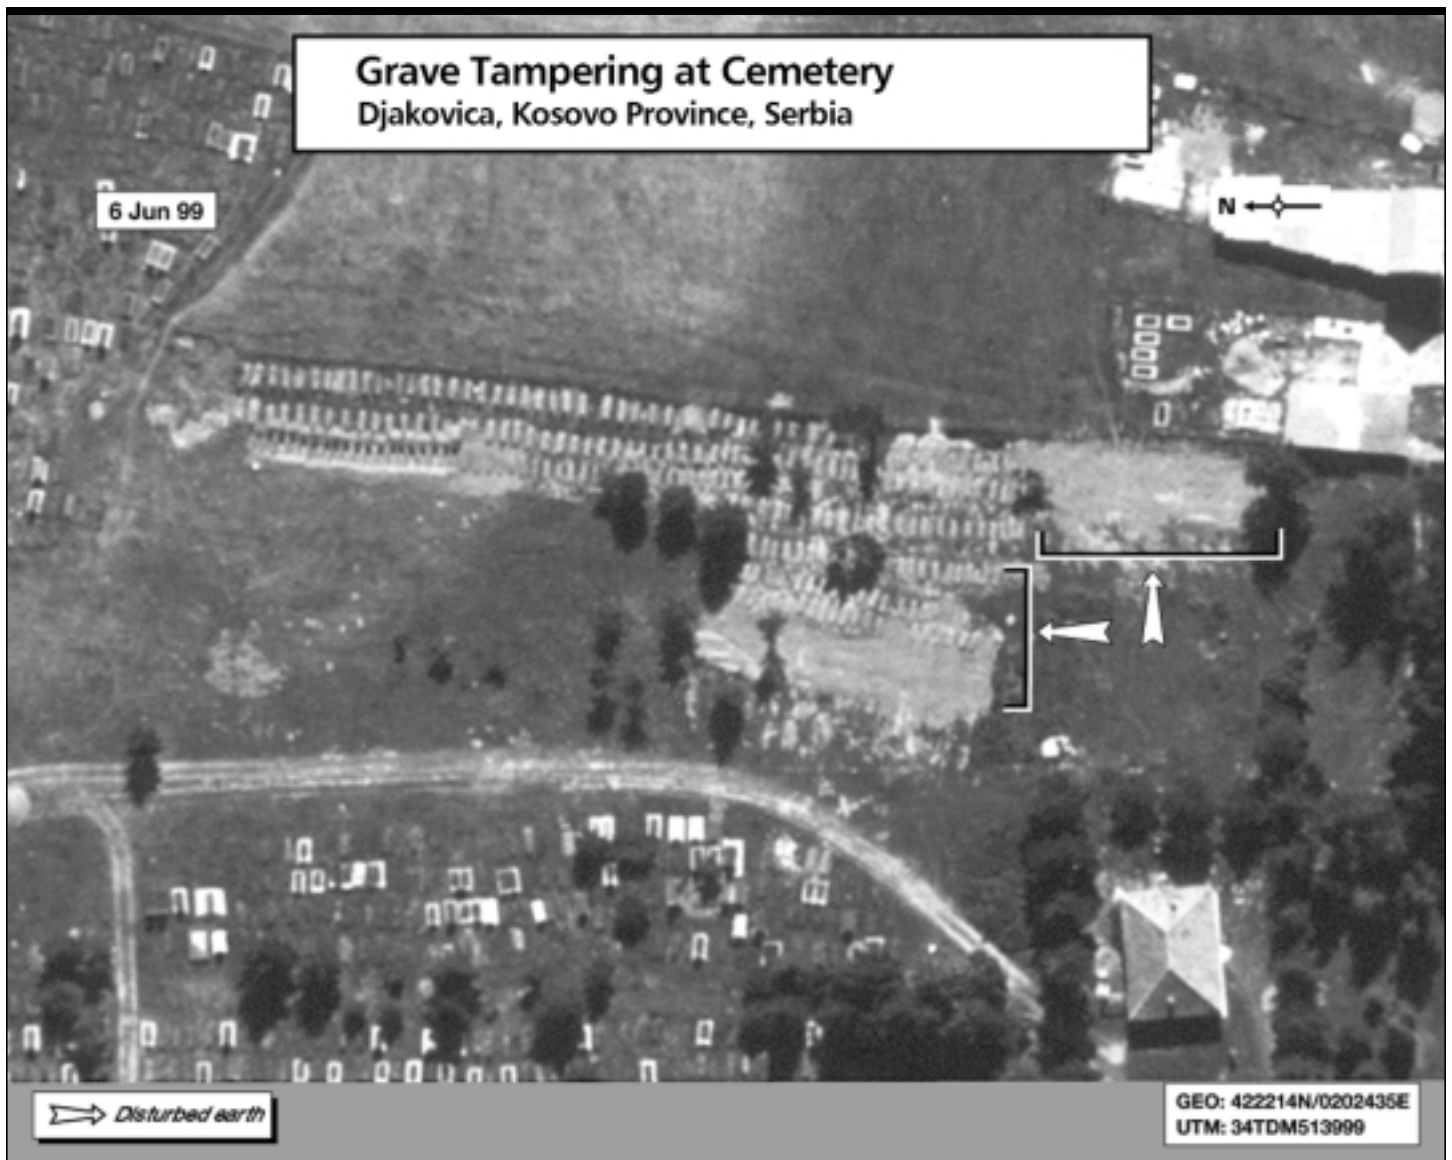 Grave Tampering at Cemetery
Djakovica, Kosovo Province, Serbia
6 Jun 99
N
Disturbed earth
GEO: 422214N/0202435E
UTM: 34TDM513999